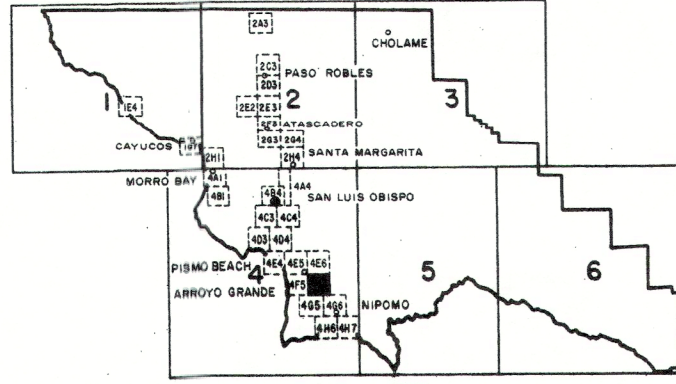 2A3
CHOLAME
2C3
PASO ROBLES
2D3
1
1E4
2E2 2E3
2
3
ATASCADERO
2G3 2G4
CAYUCOS
2H1
2H4
SANTA MARGARITA
MORRO BAY
4A1
4A4
4B1
4B4
SAN LUIS OBISPO
4C3 4C4
4D3 4D4
4E4 4E5 4E6
PISMO BEACH
4
5
6
4F5
ARROYO GRANDE
4G5 4G6
NIPOMO
4H6 4H7